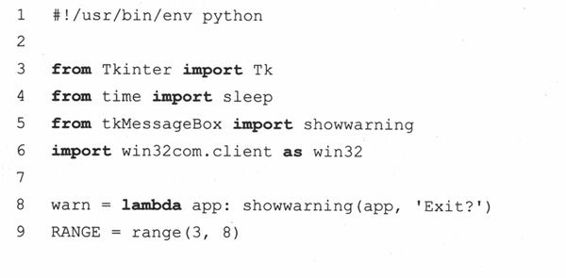 1 #!/usr/bin/env python
2
3 from Tkinter import Tk
4 from time import sleep
5 from tkMessageBox import showwarning
6 import win32com.client as win32
7
8 warn = lambda app: showwarning(app, 'Exit?')
9 RANGE = range(3, 8)